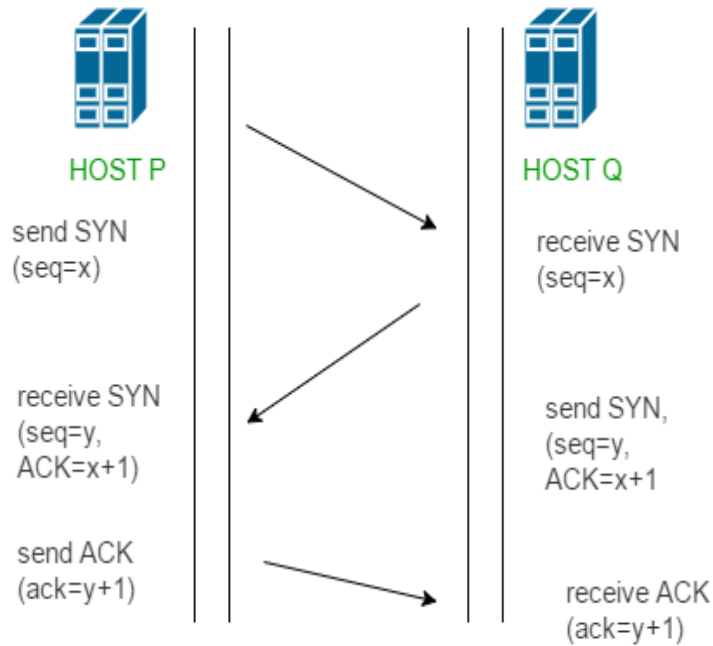 HOST P
HOST Q
send SYN
(seq=x)
receive SYN
(seq=x)
receive SYN
(seq=y,
ACK=x+1)
send SYN,
(seq=y,
ACK=x+1
send ACK
(ack=y+1)
receive ACK
(ack=y+1)